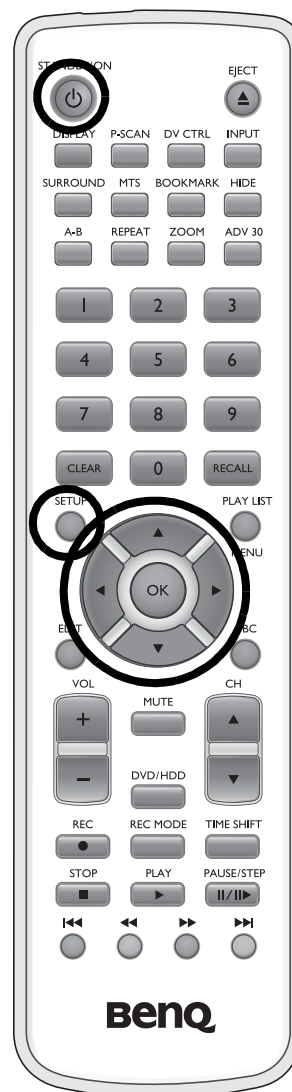 STANDBY/ON EJECT
DISPLAY P-SCAN DV CTRL INPUT
SURROUND MTS BOOKMARK HIDE
A-B REPEAT ZOOM ADV 30
1 2 3
4 5 6
7 8 9
CLEAR 0 RECALL
SETUP PLAY LIST
MENU
OK
EDIT
VOL MUTE CH
+
−
DVD/HDD
REC REC MODE TIME SHIFT
STOP PLAY PAUSE/STEP
BenQ